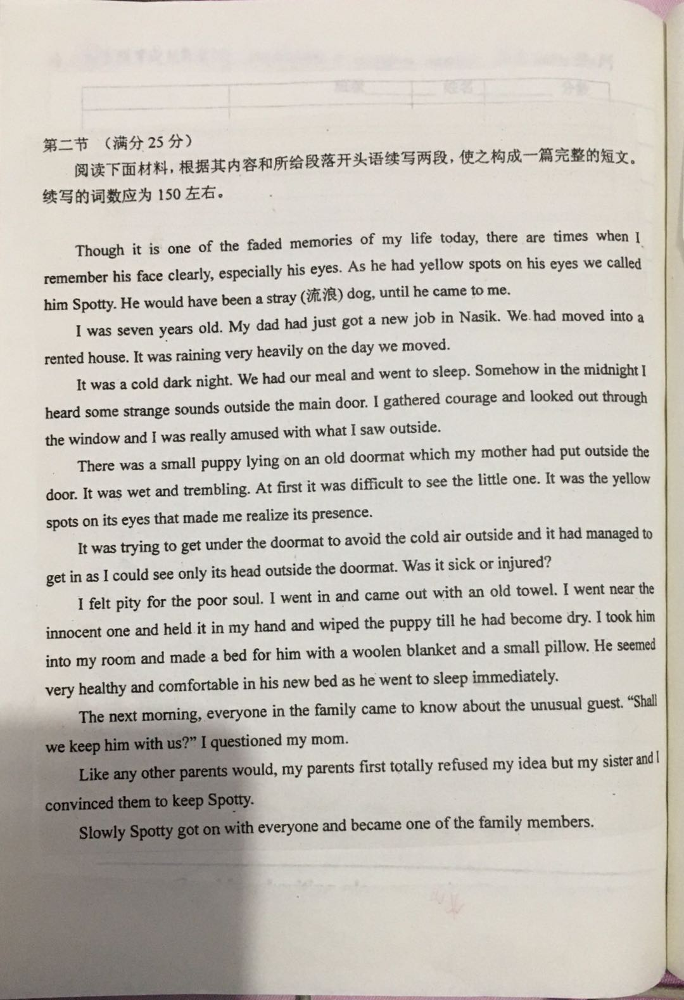 第二节 （满分 25 分）
阅读下面材料，根据其内容和所给段落开头语续写两段，使之构成一篇完整的短文。
续写的词数应为 150 左右。
Though it is one of the faded memories of my life today, there are times when I
remember his face clearly, especially his eyes. As he had yellow spots on his eyes we called
him Spotty. He would have been a stray (流浪) dog, until he came to me.
I was seven years old. My dad had just got a new job in Nasik. We had moved into a
rented house. It was raining very heavily on the day we moved.
It was a cold dark night. We had our meal and went to sleep. Somehow in the midnight I
heard some strange sounds outside the main door. I gathered courage and looked out through
the window and I was really amused with what I saw outside.
There was a small puppy lying on an old doormat which my mother had put outside the
door. It was wet and trembling. At first it was difficult to see the little one. It was the yellow
spots on its eyes that made me realize its presence.
It was trying to get under the doormat to avoid the cold air outside and it had managed to
get in as I could see only its head outside the doormat. Was it sick or injured?
I felt pity for the poor soul. I went in and came out with an old towel. I went near the
innocent one and held it in my hand and wiped the puppy till he had become dry. I took him
into my room and made a bed for him with a woolen blanket and a small pillow. He seemed
very healthy and comfortable in his new bed as he went to sleep immediately.
The next morning, everyone in the family came to know about the unusual guest. “Shall
we keep him with us?” I questioned my mom.
Like any other parents would, my parents first totally refused my idea but my sister and I
convinced them to keep Spotty.
Slowly Spotty got on with everyone and became one of the family members.